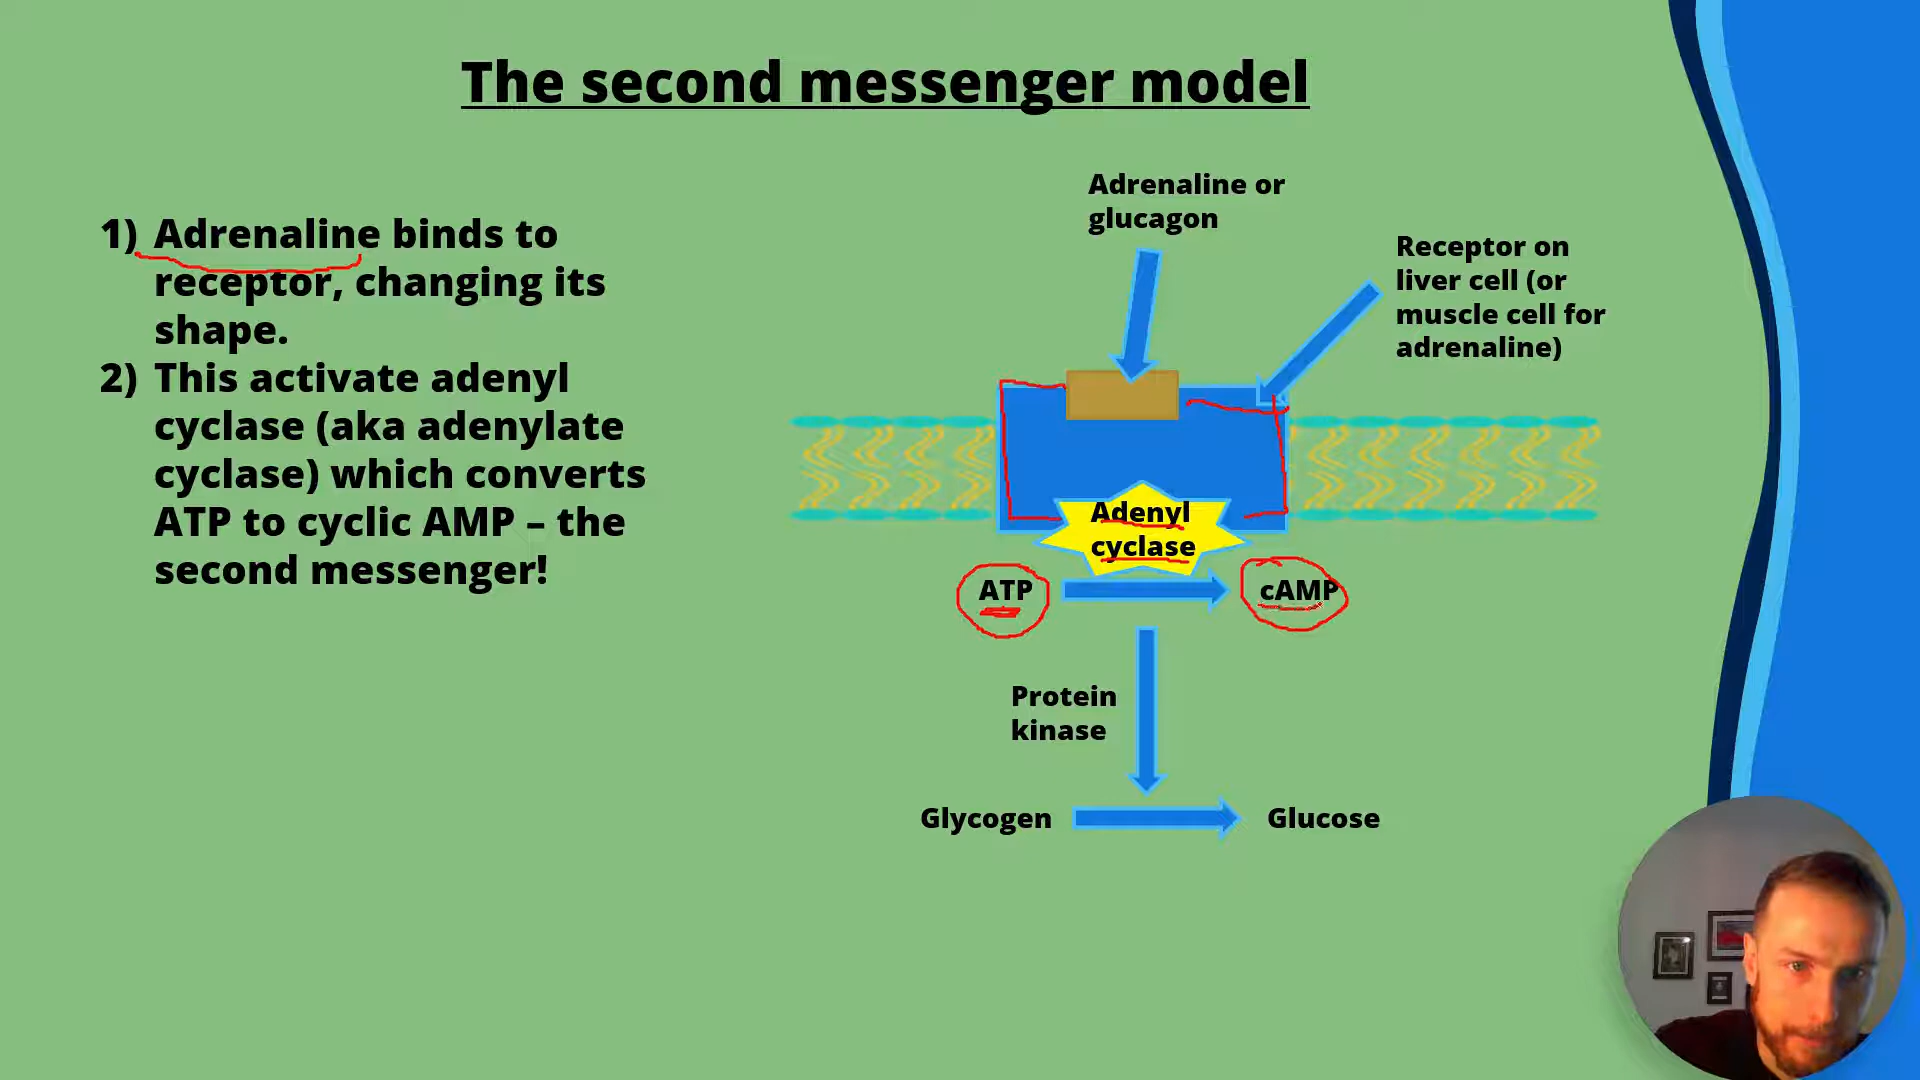 The second messenger model
1) Adrenaline binds to
receptor, changing its
shape.
2) This activate adenyl
cyclase (aka adenylate
cyclase) which converts
ATP to cyclic AMP – the
second messenger!
Adrenaline or
glucagon
Receptor on
liver cell (or
muscle cell for
adrenaline)
Adenyl
cyclase
ATP
cAMP
Protein
kinase
Glycogen
Glucose